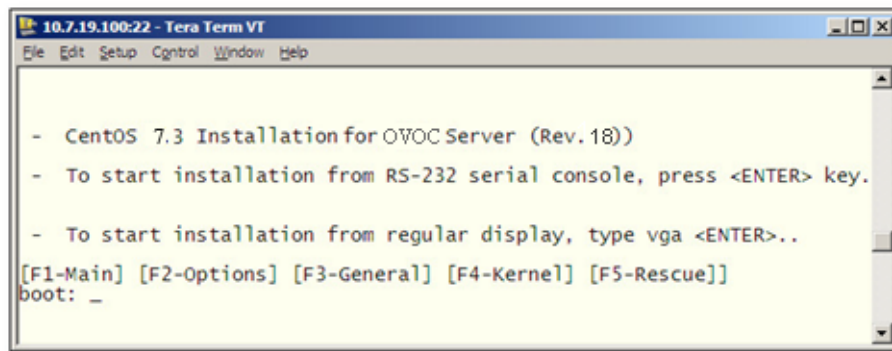 10.7.19.100:22 - Tera Term VT
File Edit Setup Control Window Help
- CentOS 7.3 Installation for OVOC Server (Rev. 18))
- To start installation from RS-232 serial console, press <ENTER> key.
- To start installation from regular display, type vga <ENTER>..
[F1-Main] [F2-Options] [F3-General] [F4-Kernel] [F5-Rescue]]
boot: _